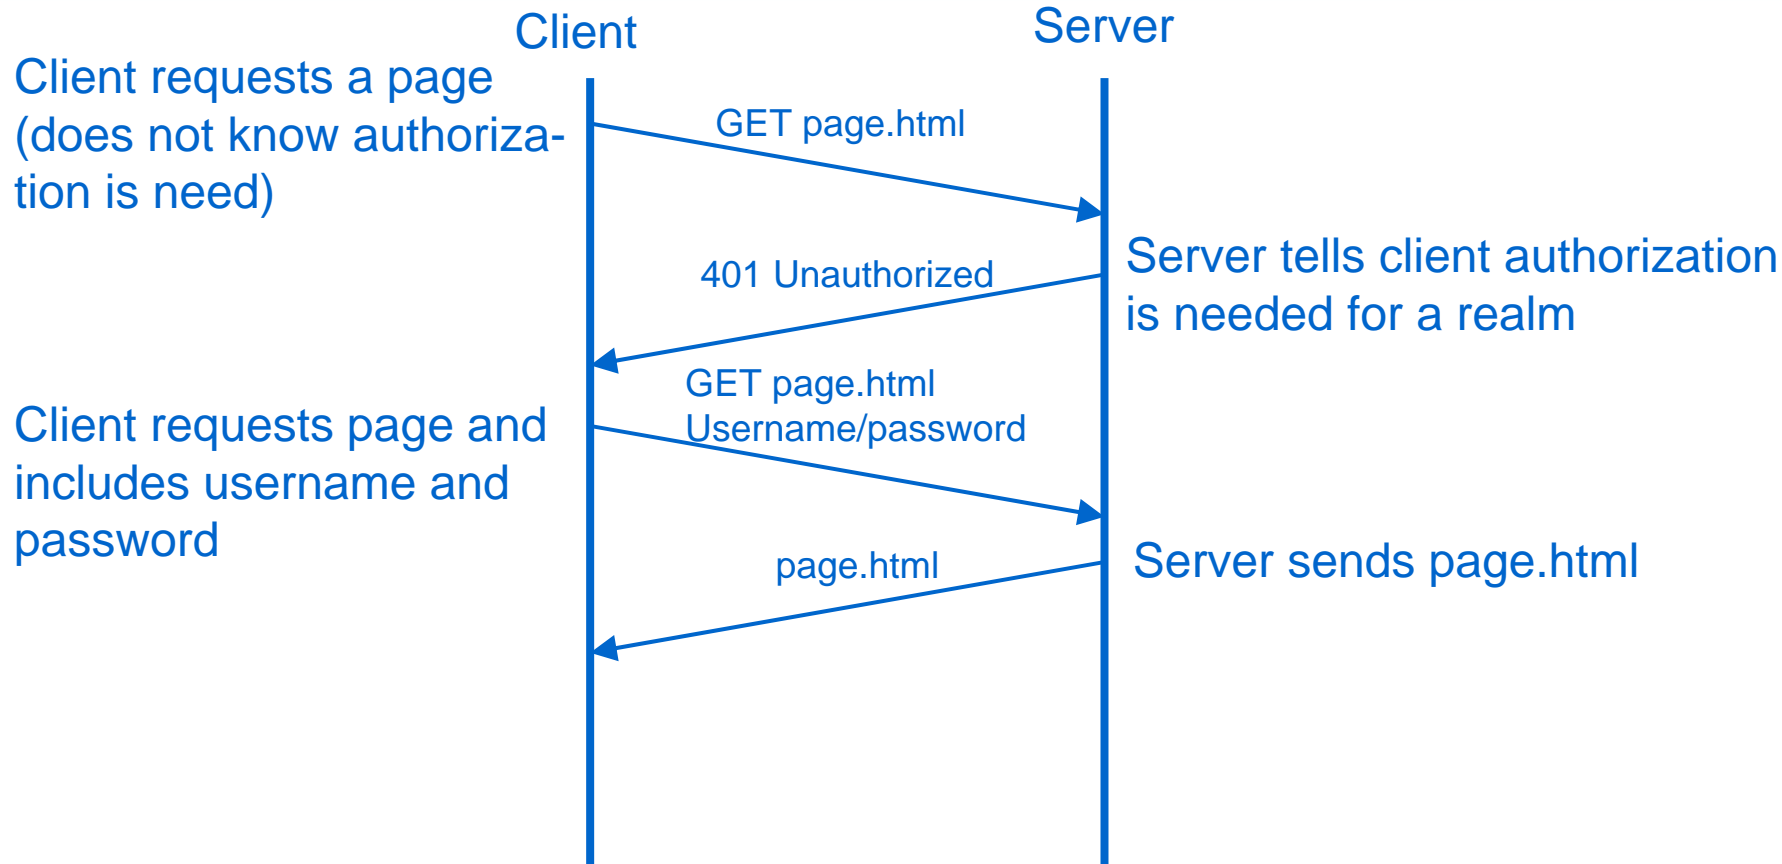 Client
Server
Client requests a page
(does not know authoriza-
tion is need)
GET page.html
401 Unauthorized
Server tells client authorization
is needed for a realm
GET page.html
Username/password
Client requests page and
includes username and
password
page.html
Server sends page.html